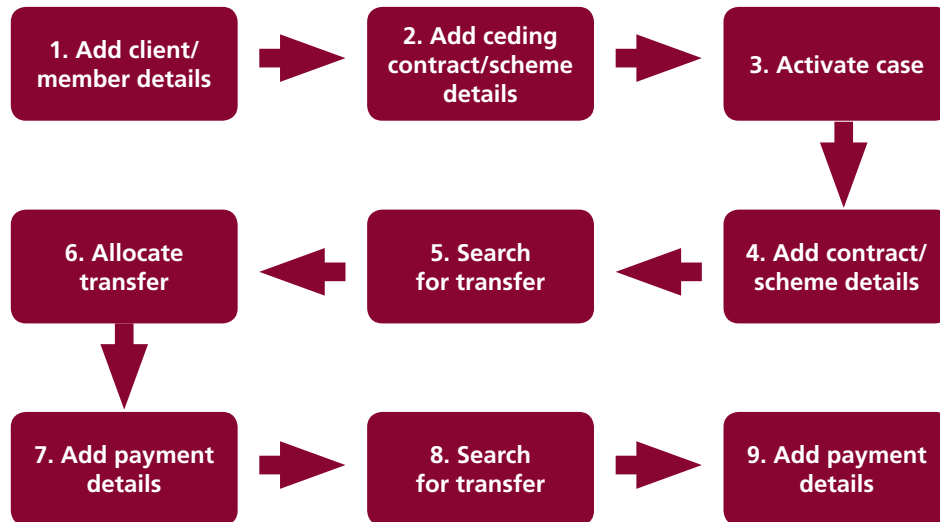 1. Add client/
member details
2. Add ceding
contract/scheme
details
3. Activate case
4. Add contract/
scheme details
5. Search
for transfer
6. Allocate
transfer
7. Add payment
details
8. Search
for transfer
9. Add payment
details